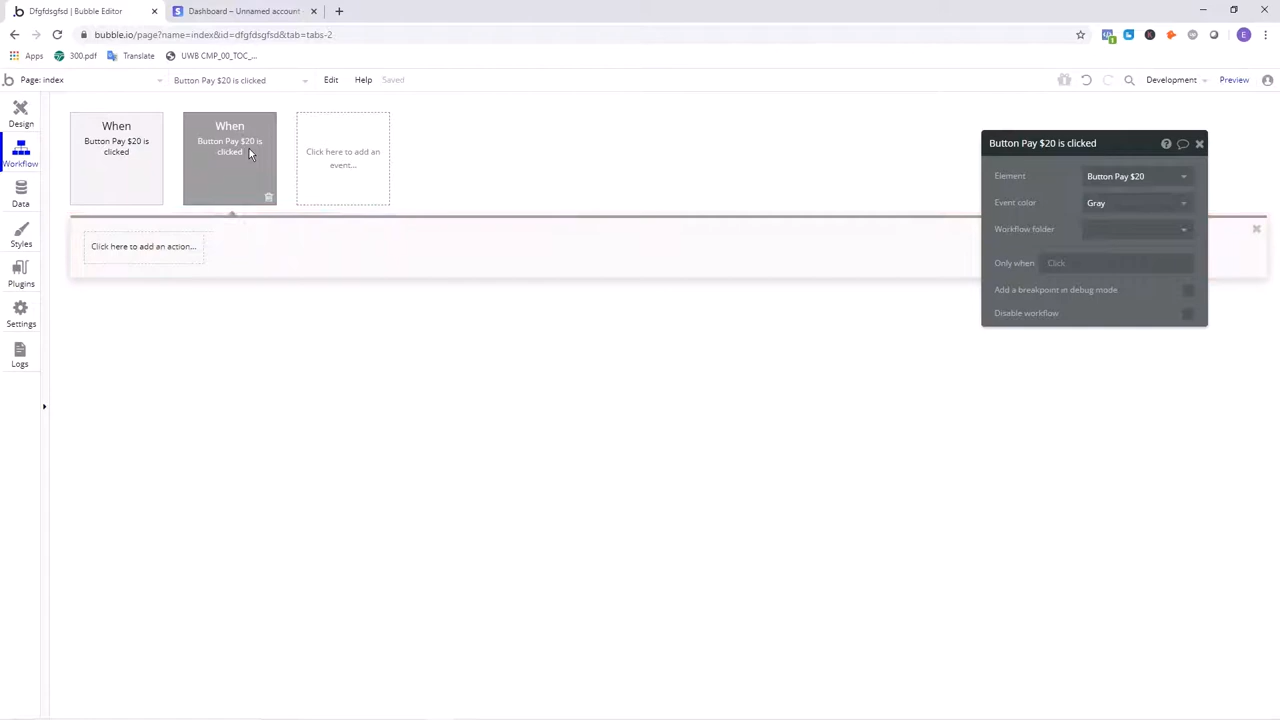 Dfgfdsgfsd | Bubble Editor
Dashboard – Unnamed account -
bubble.io/page?name=index&id=dfgfdsgfsd&tab=tabs-2
Apps
300.pdf
Translate
UWB CMP_00_TOC_...
1
E
Page: index
Button Pay $20 is clicked
Edit
Help
Saved
Development
Preview
Design
Workflow
Data
Styles
Plugins
Settings
Logs
When
Button Pay $20 is
clicked
When
Button Pay $20 is
clicked
Click here to add an
event...
Click here to add an action...
Button Pay $20 is clicked
Element
Button Pay $20
Event color
Gray
Workflow folder
Only when
Click
Add a breakpoint in debug mode
Disable workflow